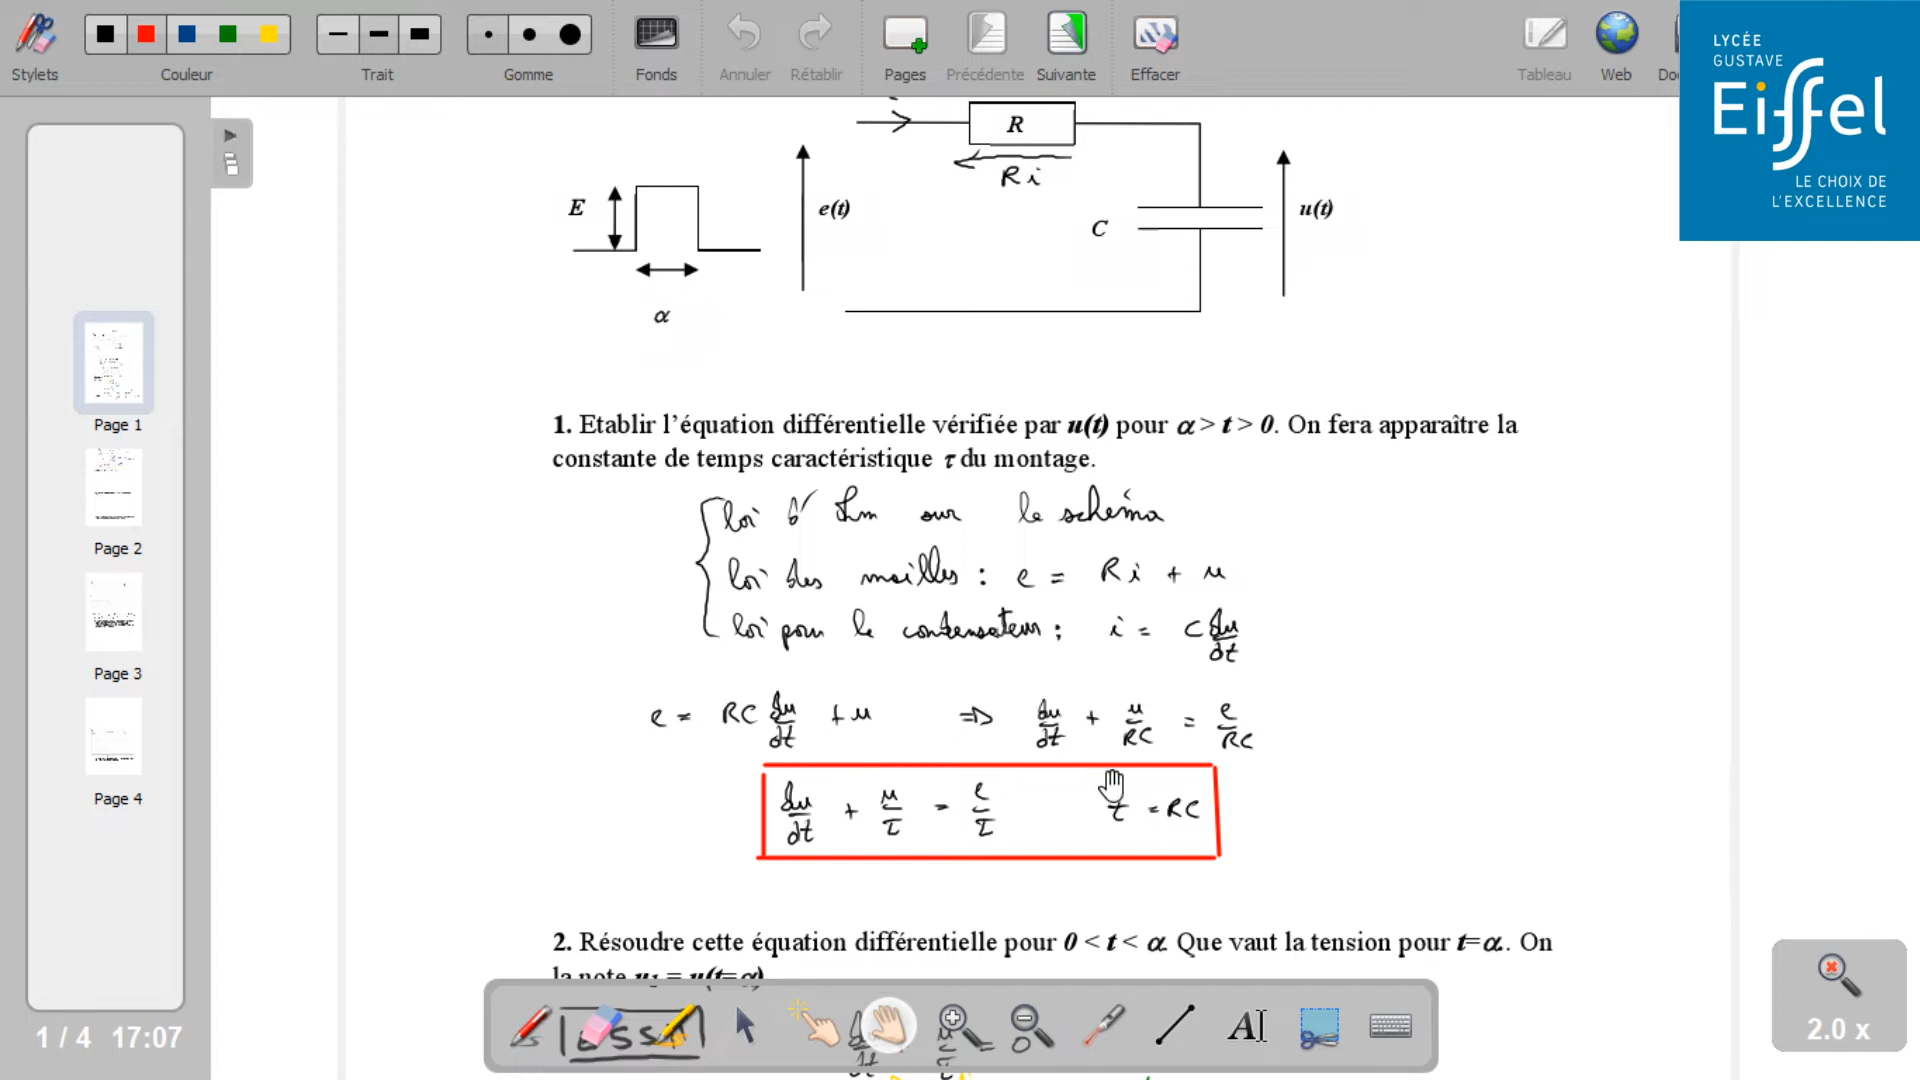 Stylets
Couleur
Trait
Gomme
Fonds
Annuler
Rétablir
Pages
Précédente
Suivante
Effacer
Tableau
Web
LYCÉE
GUSTAVE
Eiffel
LE CHOIX DE
L'EXCELLENCE
R
Ri
E
e(t)
C
u(t)
α
1. Etablir l'équation différentielle vérifiée par u(t) pour α > t > 0. On fera apparaître la
constante de temps caractéristique τ du montage.
loi d' Ohm sur le schéma
loi des mailles : e = Ri + u
loi pour le condensateur : i = C du/dt
e = RC du/dt + u ⇒ du/dt + u/RC = e/RC
du/dt + u/τ = e/τ τ = RC
2. Résoudre cette équation différentielle pour 0 < t < α. Que vaut la tension pour t=α. On
la note u₁ = u(t=α)
Page 1
Page 2
Page 3
Page 4
1 / 4 17:07
2.0 x